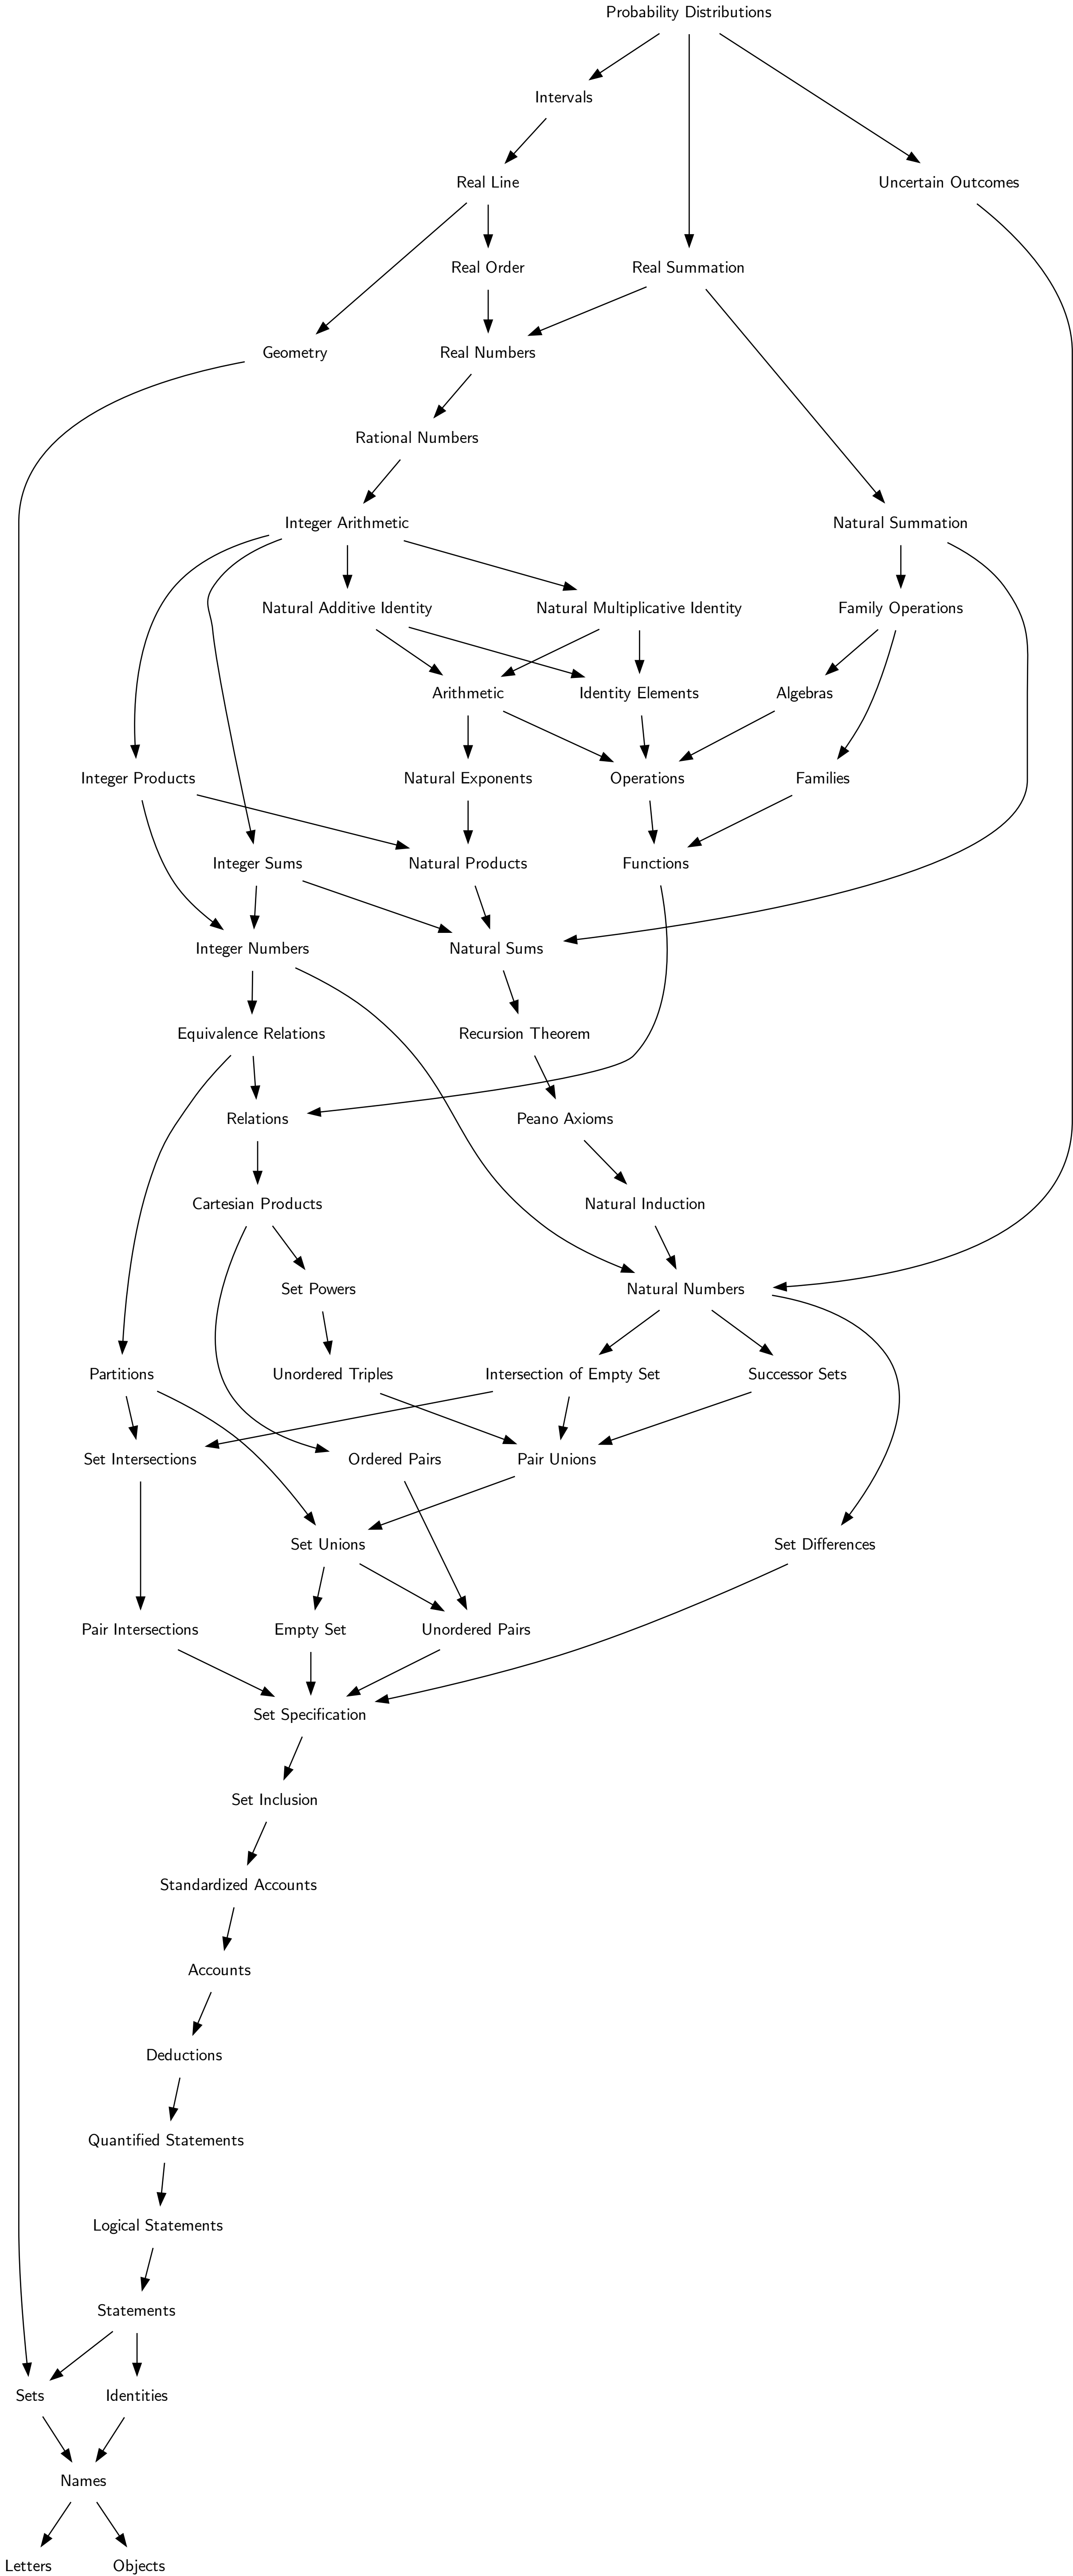 Probability Distributions
Intervals
Real Line
Uncertain Outcomes
Real Order
Real Summation
Geometry
Real Numbers
Rational Numbers
Integer Arithmetic
Natural Summation
Natural Additive Identity
Natural Multiplicative Identity
Family Operations
Arithmetic
Identity Elements
Algebras
Integer Products
Natural Exponents
Operations
Families
Integer Sums
Natural Products
Functions
Integer Numbers
Natural Sums
Equivalence Relations
Recursion Theorem
Relations
Peano Axioms
Cartesian Products
Natural Induction
Set Powers
Natural Numbers
Partitions
Unordered Triples
Intersection of Empty Set
Successor Sets
Set Intersections
Ordered Pairs
Pair Unions
Set Unions
Set Differences
Pair Intersections
Empty Set
Unordered Pairs
Set Specification
Set Inclusion
Standardized Accounts
Accounts
Deductions
Quantified Statements
Logical Statements
Statements
Sets
Identities
Names
Letters
Objects